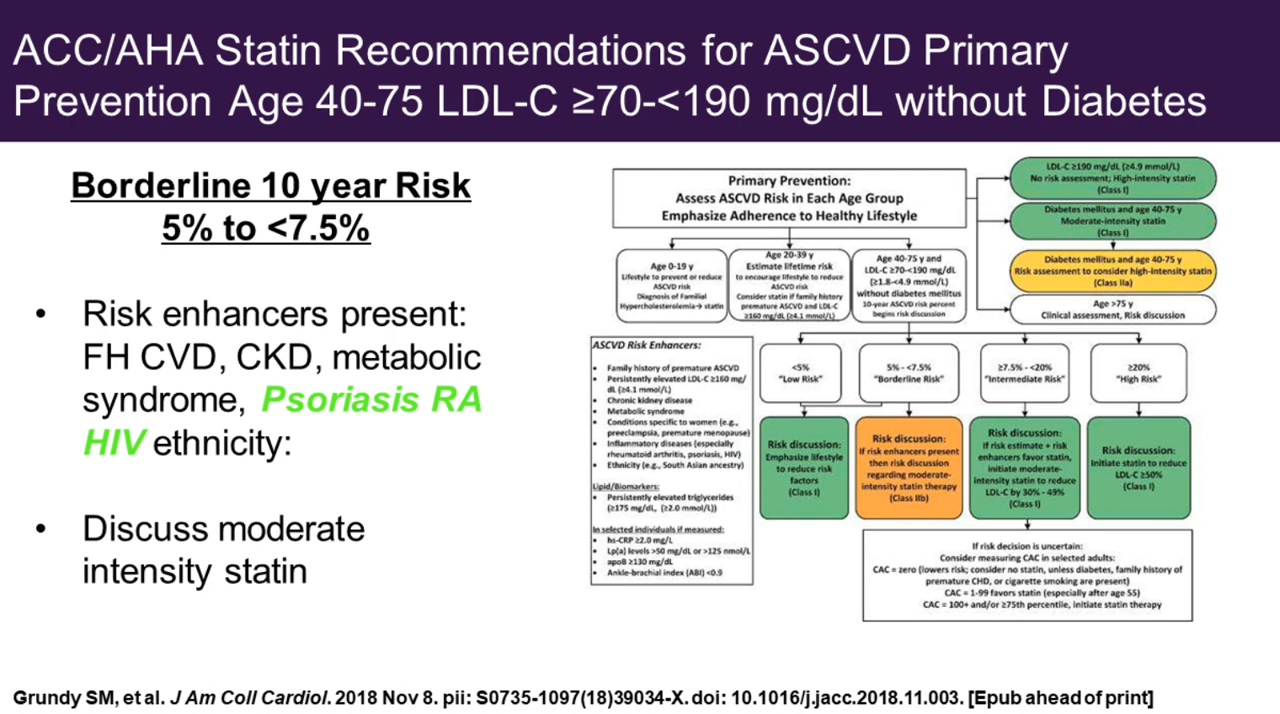 ACC/AHA Statin Recommendations for ASCVD Primary
Prevention Age 40-75 LDL-C ≥70-<190 mg/dL without Diabetes
Borderline 10 year Risk
5% to <7.5%
• Risk enhancers present:
FH CVD, CKD, metabolic
syndrome, Psoriasis RA
HIV ethnicity:
• Discuss moderate
intensity statin
Primary Prevention:
Assess ASCVD Risk in Each Age Group
Emphasize Adherence to Healthy Lifestyle
LDL-C ≥190 mg/dL (≥4.9 mmol/L)
No risk assessment; High-intensity statin
(Class I)
Diabetes mellitus and age 40-75 y
Moderate-intensity statin
(Class I)
Diabetes mellitus and age 40-75 y
Risk assessment to consider high-intensity statin
(Class IIa)
Age >75 y
Clinical assessment, Risk discussion
Age 0-19 y
Lifestyle to prevent or reduce
ASCVD risk
Diagnosis of Familial
Hypercholesterolemia→ statin
Age 20-39 y
Estimate lifetime risk
to encourage lifestyle to reduce
ASCVD risk
Consider statin if family history
premature ASCVD and LDL-C
≥160 mg/dL (≥4.1 mmol/L)
Age 40-75 y and
LDL-C ≥70-<190 mg/dL
(≥1.8-<4.9 mmol/L)
without diabetes mellitus
10-year ASCVD risk percent
begins risk discussion
ASCVD Risk Enhancers:
• Family history of premature ASCVD
• Persistently elevated LDL-C ≥160 mg/
dL (≥4.1 mmol/L)
• Chronic kidney disease
• Metabolic syndrome
• Conditions specific to women (e.g.,
preeclampsia, premature menopause)
• Inflammatory diseases (especially
rheumatoid arthritis, psoriasis, HIV)
• Ethnicity (e.g., South Asian ancestry)
Lipid/Biomarkers:
• Persistently elevated triglycerides
(≥175 mg/dL, (≥2.0 mmol/L))
In selected individuals if measured:
• hs-CRP ≥2.0 mg/L
• Lp(a) levels >50 mg/dL or >125 nmol/L
• apoB ≥130 mg/dL
• Ankle-brachial index (ABI) <0.9
<5%
"Low Risk"
5% - <7.5%
"Borderline Risk"
≥7.5% - <20%
"Intermediate Risk"
≥20%
"High Risk"
Risk discussion:
Emphasize lifestyle
to reduce risk
factors
(Class I)
Risk discussion:
If risk enhancers present
then risk discussion
regarding moderate-
intensity statin therapy
(Class IIb)
Risk discussion:
If risk estimate + risk
enhancers favor statin,
initiate moderate-
intensity statin to reduce
LDL-C by 30% - 49%
(Class I)
Risk discussion:
Initiate statin to reduce
LDL-C ≥50%
(Class I)
If risk decision is uncertain:
Consider measuring CAC in selected adults:
CAC = zero (lowers risk; consider no statin, unless diabetes, family history of
premature CHD, or cigarette smoking are present)
CAC = 1-99 favors statin (especially after age 55)
CAC = 100+ and/or ≥75th percentile, initiate statin therapy
Grundy SM, et al. J Am Coll Cardiol. 2018 Nov 8. pii: S0735-1097(18)39034-X. doi: 10.1016/j.jacc.2018.11.003. [Epub ahead of print]